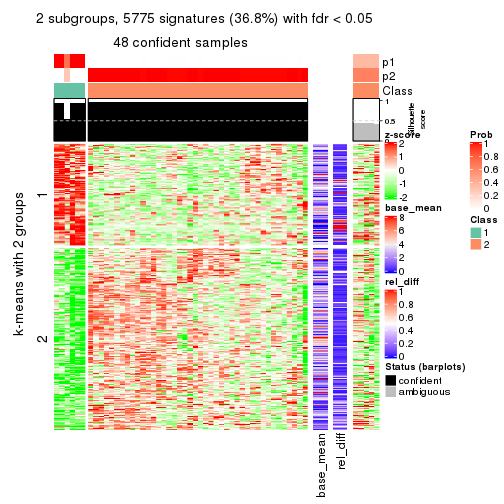 2 subgroups, 5775 signatures (36.8%) with fdr < 0.05
48 confident samples
p1
p2
Class
1
0.5
0
Silhouette
score
k-means with 2 groups
1
2
base_mean
rel_diff
z-score
2
1
0
-1
-2
base_mean
8
6
4
2
0
rel_diff
1
0.8
0.6
0.4
0.2
0
Status (barplots)
confident
ambiguous
Prob
1
0.8
0.6
0.4
0.2
0
Class
1
2